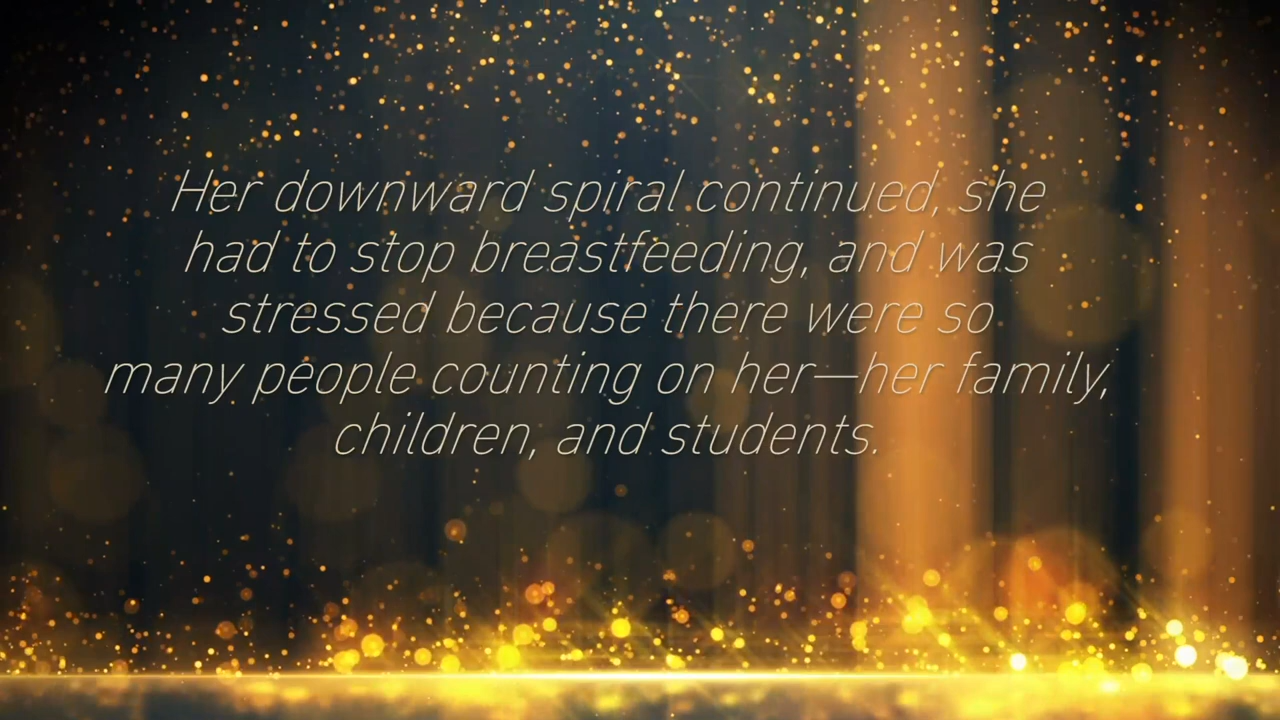 Her downward spiral continued, she
had to stop breastfeeding, and was
stressed because there were so
many people counting on her—her family,
children, and students.